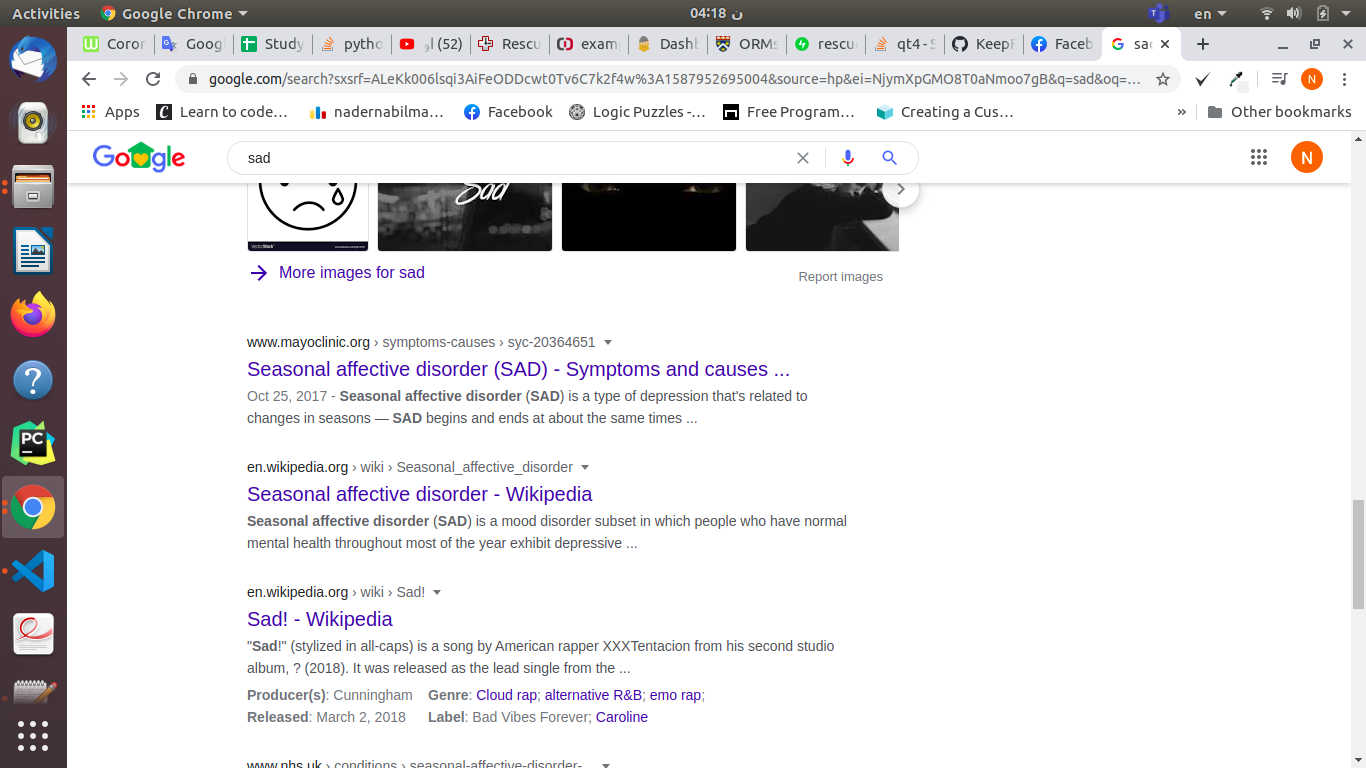 Activities
Google Chrome
04:18 ن
en
Coron
Googl
Study
pytho
(52) او
Rescu
examp
Dashb
ORMs
rescue
qt4 - S
KeepF
Faceb
sad
google.com/search?sxsrf=ALeKk006lsqi3AiFeODDcwt0Tv6C7k2f4w%3A1587952695004&source=hp&ei=NjymXpGMO8T0aNmoo7gB&q=sad&oq=…
N
Apps
Learn to code…
nadernabilma…
Facebook
Logic Puzzles -…
Free Program…
Creating a Cus…
»
Other bookmarks
Google
sad
N
Sad
VectorStock
More images for sad
Report images
www.mayoclinic.org › symptoms-causes › syc-20364651
Seasonal affective disorder (SAD) - Symptoms and causes ...
Oct 25, 2017 - Seasonal affective disorder (SAD) is a type of depression that's related to
changes in seasons — SAD begins and ends at about the same times ...
en.wikipedia.org › wiki › Seasonal_affective_disorder
Seasonal affective disorder - Wikipedia
Seasonal affective disorder (SAD) is a mood disorder subset in which people who have normal
mental health throughout most of the year exhibit depressive ...
en.wikipedia.org › wiki › Sad!
Sad! - Wikipedia
"Sad!" (stylized in all-caps) is a song by American rapper XXXTentacion from his second studio
album, ? (2018). It was released as the lead single from the ...
Producer(s): Cunningham Genre: Cloud rap; alternative R&B; emo rap;
Released: March 2, 2018 Label: Bad Vibes Forever; Caroline
www.nhs.uk › conditions › seasonal-affective-disorder-...
PC